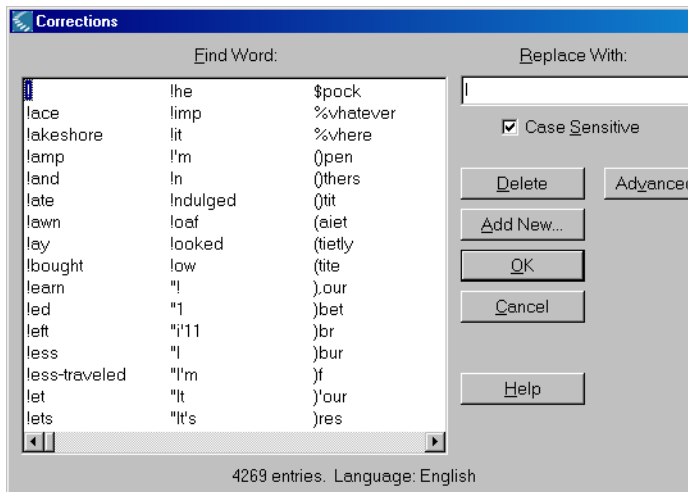 Corrections
Find Word:
Replace With:
! !he $pock
!ace !imp %vhatever
!akeshore !it %vhere
!amp !'m ()pen
!and !n ()thers
!ate !ndulged ()tit
!awn !oaf (aiet
!ay !ooked (tietly
!bought !ow (tite
!earn "! ),our
!ed "1 )bet
!eft "i'11 )br
!ess "l )bur
!ess-traveled "l'm )f
!et "lt )'our
!ets "lt's )res
I
Case Sensitive
Delete
Advanced
Add New...
OK
Cancel
Help
4269 entries. Language: English